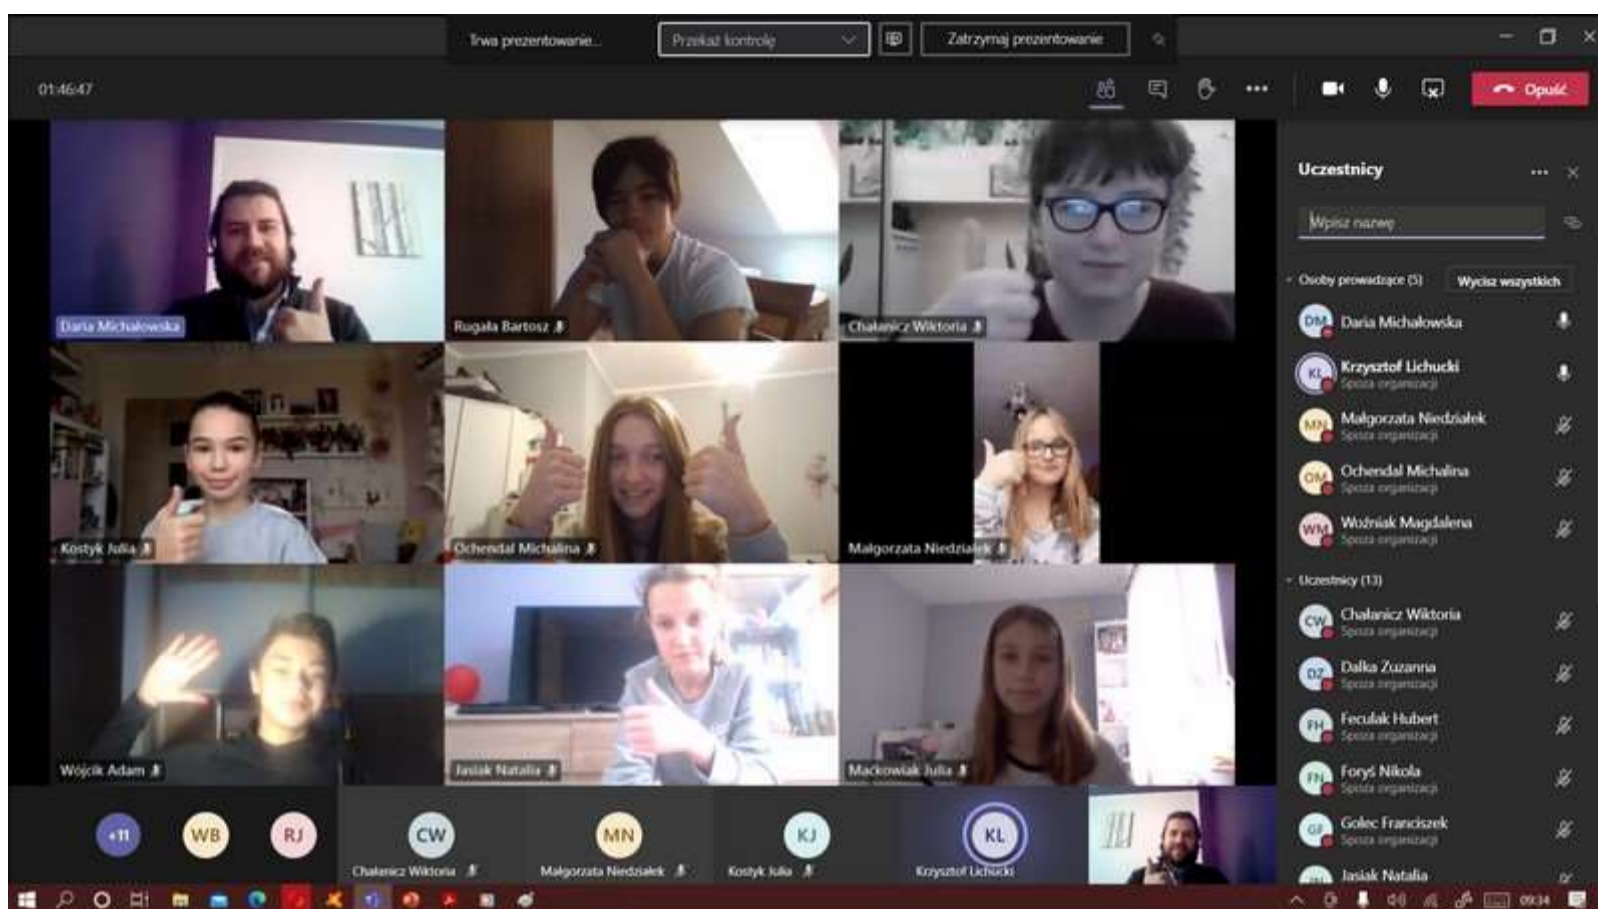 Trwa prezentowanie...
Przekaż kontrolę
Zatrzymaj prezentowanie
01:46:47
Opuść
Daria Michałowska
Rugała Bartosz
Chałanicz Wiktoria
Kostyk Julia
Ochendal Michalina
Małgorzata Niedziałek
Wójcik Adam
Jasiak Natalia
Maćkowiak Julia
+11
WB
RJ
CW
Chałanicz Wiktoria
MN
Małgorzata Niedziałek
KJ
Kostyk Julia
KL
Krzysztof Lichucki
Uczestnicy
Wpisz nazwę
Osoby prowadzące (5)
Wycisz wszystkich
DM
Daria Michałowska
KL
Krzysztof Lichucki
Spoza organizacji
MN
Małgorzata Niedziałek
Spoza organizacji
OM
Ochendal Michalina
Spoza organizacji
WM
Woźniak Magdalena
Spoza organizacji
Uczestnicy (13)
CW
Chałanicz Wiktoria
Spoza organizacji
DZ
Dalka Zuzanna
Spoza organizacji
FH
Feculak Hubert
Spoza organizacji
FN
Foryś Nikola
Spoza organizacji
GF
Golec Franciszek
Spoza organizacji
Jasiak Natalia
09:34